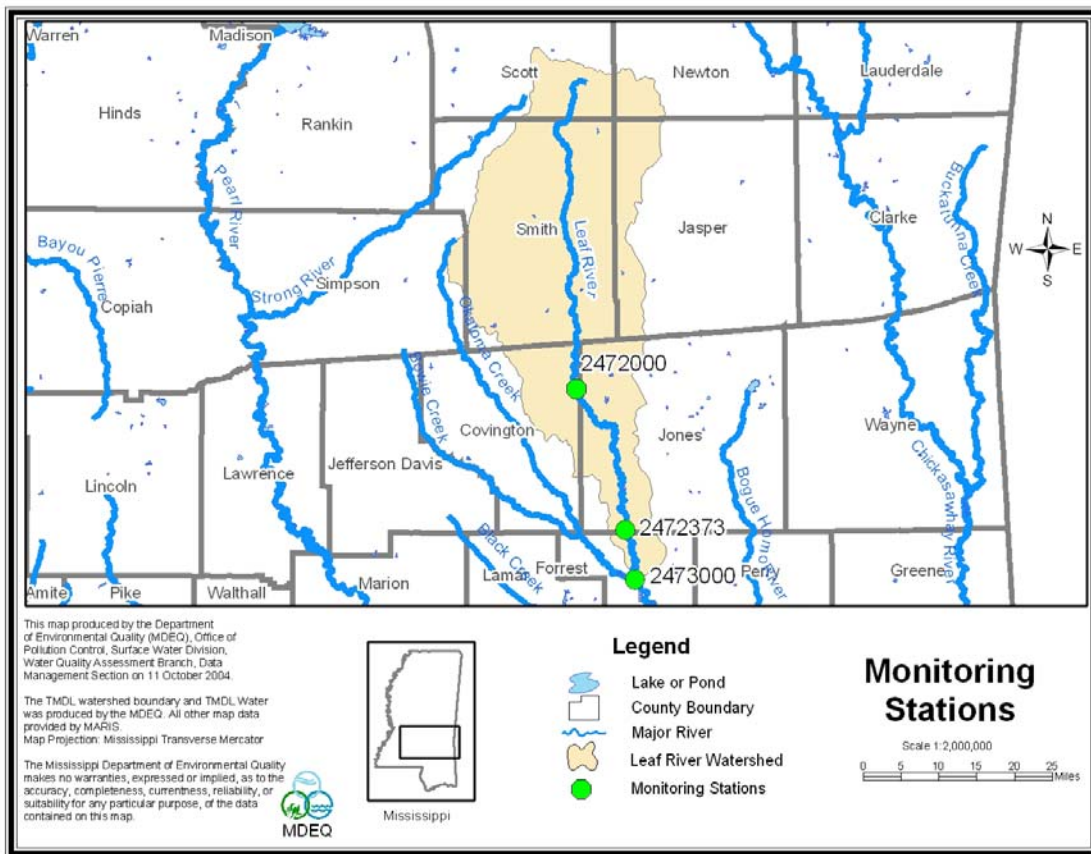 Warren
Madison
Scott
Newton
Lauderdale
Hinds
Rankin
Pearl River
Buckatunna Creek
Smith
Leaf River
Jasper
Clarke
N
W
E
S
Bayou Pierre
Strong River
Simpson
Copiah
Okatoma Creek
2472000
Bowie Creek
Covington
Jones
Wayne
Jefferson Davis
Lawrence
Lincoln
Bogue Homo River
Chickasawhay River
2472373
Black Creek
Forrest
2473000
Perry
Greene
Marion
Lamar
Amite
Pike
Walthall
This map produced by the Department
of Environmental Quality (MDEQ), Office of
Pollution Control, Surface Water Division,
Water Quality Assessment Branch, Data
Management Section on 11 October 2004.
The TMDL watershed boundary and TMDL Water
was produced by the MDEQ. All other map data
provided by MARIS.
Map Projection: Mississippi Transverse Mercator
The Mississippi Department of Environmental Quality
makes no warranties, expressed or implied, as to the
accuracy, completeness, currentness, reliability, or
suitability for any particular purpose, of the data
contained on this map.
MDEQ
Mississippi
Legend
Lake or Pond
County Boundary
Major River
Leaf River Watershed
Monitoring Stations
Monitoring
Stations
Scale 1:2,000,000
0 5 10 15 20 25
Miles